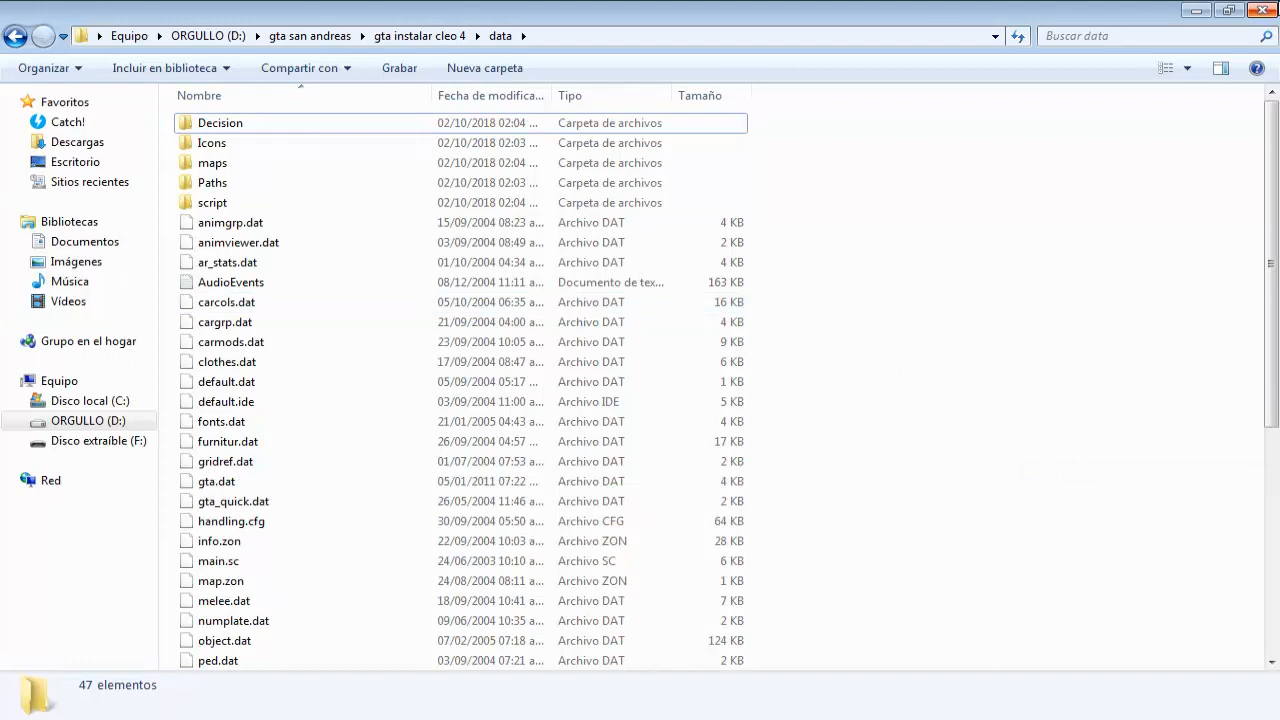 Equipo ORGULLO (D:) gta san andreas gta instalar cleo 4 data Buscar data
Organizar Incluir en biblioteca Compartir con Grabar Nueva carpeta
Favoritos
Catch!
Descargas
Escritorio
Sitios recientes
Bibliotecas
Documentos
Imágenes
Música
Vídeos
Grupo en el hogar
Equipo
Disco local (C:)
ORGULLO (D:)
Disco extraíble (F:)
Red
Nombre Fecha de modifica... Tipo Tamaño
Decision 02/10/2018 02:04 ... Carpeta de archivos
Icons 02/10/2018 02:03 ... Carpeta de archivos
maps 02/10/2018 02:04 ... Carpeta de archivos
Paths 02/10/2018 02:03 ... Carpeta de archivos
script 02/10/2018 02:04 ... Carpeta de archivos
animgrp.dat 15/09/2004 08:23 a... Archivo DAT 4 KB
animviewer.dat 03/09/2004 08:49 a... Archivo DAT 2 KB
ar_stats.dat 01/10/2004 04:34 a... Archivo DAT 4 KB
AudioEvents 08/12/2004 11:11 a... Documento de tex... 163 KB
carcols.dat 05/10/2004 06:35 a... Archivo DAT 16 KB
cargrp.dat 21/09/2004 04:00 a... Archivo DAT 4 KB
carmods.dat 23/09/2004 10:05 a... Archivo DAT 9 KB
clothes.dat 17/09/2004 08:47 a... Archivo DAT 6 KB
default.dat 05/09/2004 05:17 ... Archivo DAT 1 KB
default.ide 03/09/2004 11:00 a... Archivo IDE 5 KB
fonts.dat 21/01/2005 04:43 a... Archivo DAT 4 KB
furnitur.dat 26/09/2004 04:57 ... Archivo DAT 17 KB
gridref.dat 01/07/2004 07:53 a... Archivo DAT 2 KB
gta.dat 05/01/2011 07:22 ... Archivo DAT 4 KB
gta_quick.dat 26/05/2004 11:46 a... Archivo DAT 2 KB
handling.cfg 30/09/2004 05:50 a... Archivo CFG 64 KB
info.zon 22/09/2004 10:03 a... Archivo ZON 28 KB
main.sc 24/06/2003 10:10 a... Archivo SC 6 KB
map.zon 24/08/2004 08:11 a... Archivo ZON 1 KB
melee.dat 18/09/2004 10:41 a... Archivo DAT 7 KB
numplate.dat 09/06/2004 10:35 a... Archivo DAT 2 KB
object.dat 07/02/2005 07:18 a... Archivo DAT 124 KB
ped.dat 03/09/2004 07:21 a... Archivo DAT 2 KB
47 elementos